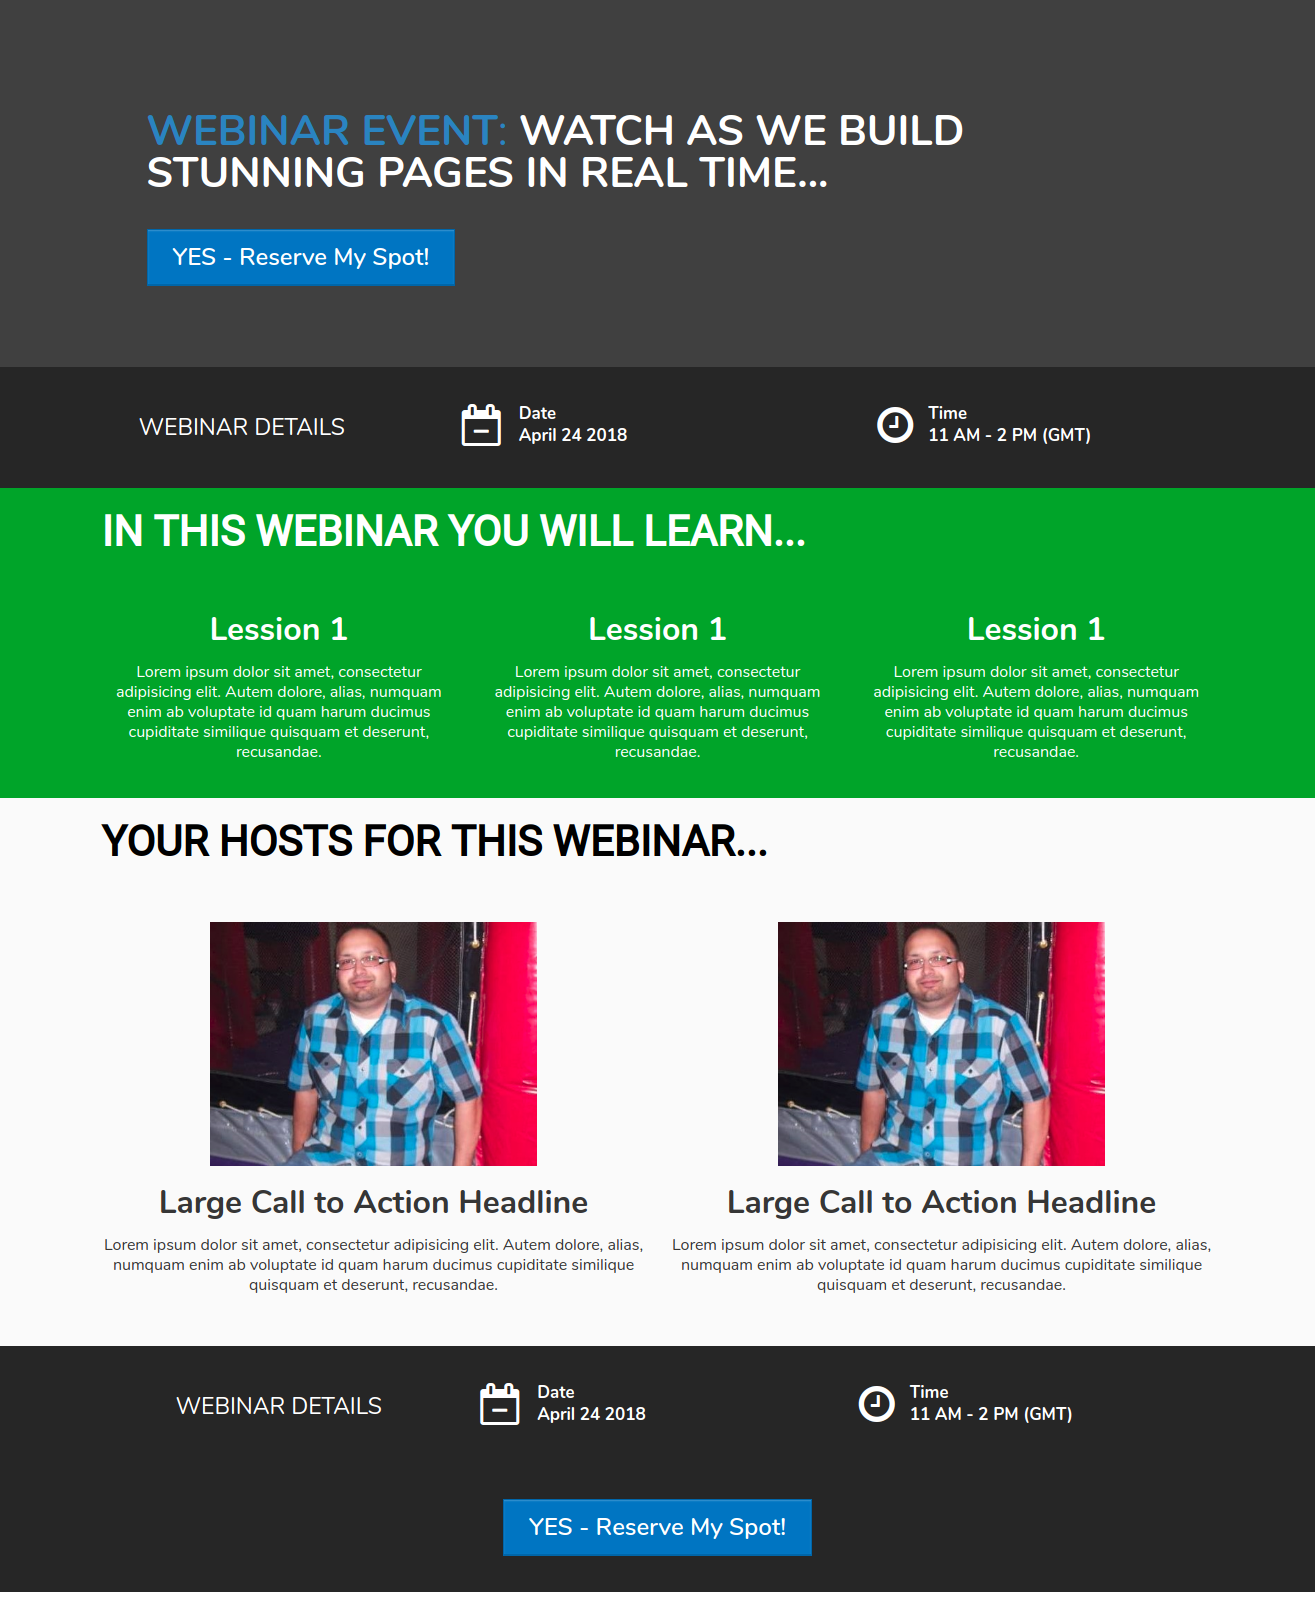 WEBINAR EVENT: WATCH AS WE BUILD
STUNNING PAGES IN REAL TIME...
YES - Reserve My Spot!
WEBINAR DETAILS
Date
April 24 2018
Time
11 AM - 2 PM (GMT)
IN THIS WEBINAR YOU WILL LEARN...
Lession 1
Lorem ipsum dolor sit amet, consectetur
adipisicing elit. Autem dolore, alias, numquam
enim ab voluptate id quam harum ducimus
cupiditate similique quisquam et deserunt,
recusandae.
Lession 1
Lorem ipsum dolor sit amet, consectetur
adipisicing elit. Autem dolore, alias, numquam
enim ab voluptate id quam harum ducimus
cupiditate similique quisquam et deserunt,
recusandae.
Lession 1
Lorem ipsum dolor sit amet, consectetur
adipisicing elit. Autem dolore, alias, numquam
enim ab voluptate id quam harum ducimus
cupiditate similique quisquam et deserunt,
recusandae.
YOUR HOSTS FOR THIS WEBINAR...
Large Call to Action Headline
Lorem ipsum dolor sit amet, consectetur adipisicing elit. Autem dolore, alias,
numquam enim ab voluptate id quam harum ducimus cupiditate similique
quisquam et deserunt, recusandae.
Large Call to Action Headline
Lorem ipsum dolor sit amet, consectetur adipisicing elit. Autem dolore, alias,
numquam enim ab voluptate id quam harum ducimus cupiditate similique
quisquam et deserunt, recusandae.
WEBINAR DETAILS
Date
April 24 2018
Time
11 AM - 2 PM (GMT)
YES - Reserve My Spot!